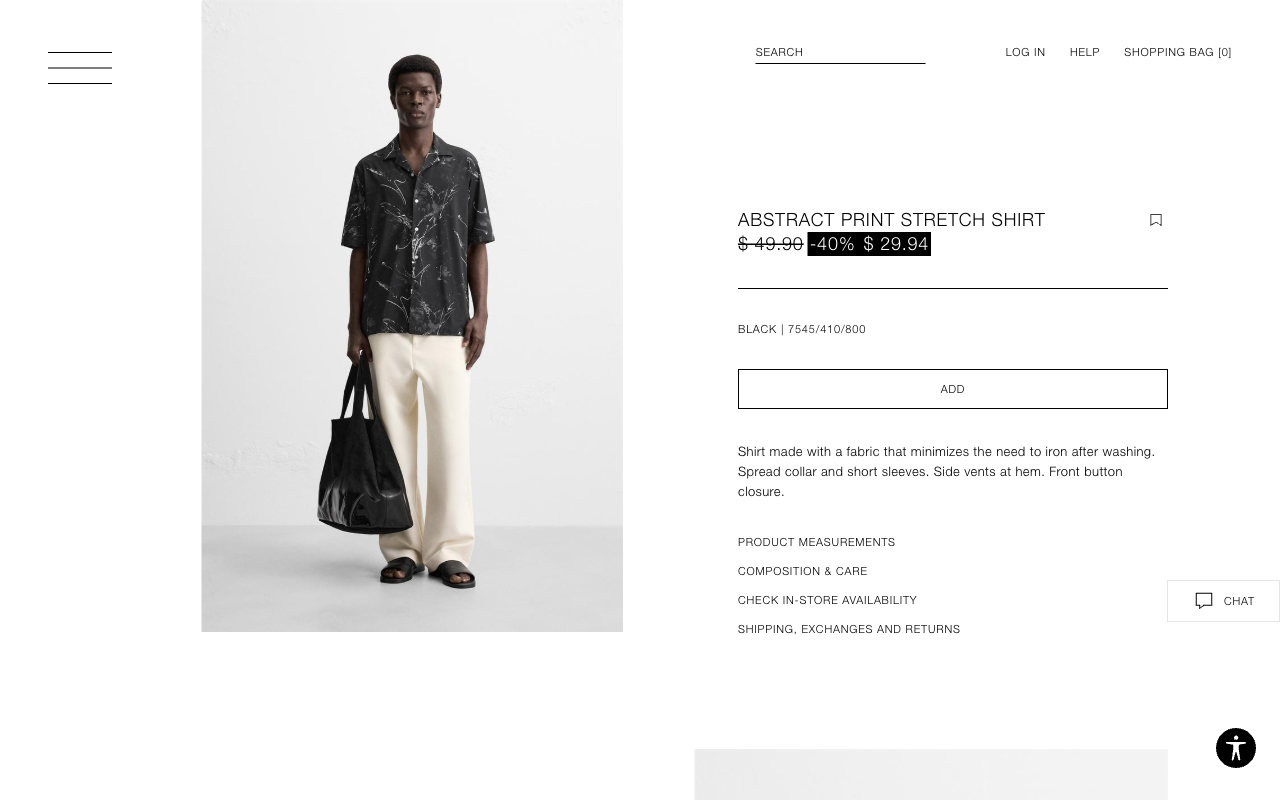 SEARCH
LOG IN
HELP
SHOPPING BAG [0]
ABSTRACT PRINT STRETCH SHIRT
$ 49.90 -40% $ 29.94
BLACK | 7545/410/800
ADD
Shirt made with a fabric that minimizes the need to iron after washing.
Spread collar and short sleeves. Side vents at hem. Front button
closure.
PRODUCT MEASUREMENTS
COMPOSITION & CARE
CHECK IN-STORE AVAILABILITY
SHIPPING, EXCHANGES AND RETURNS
CHAT